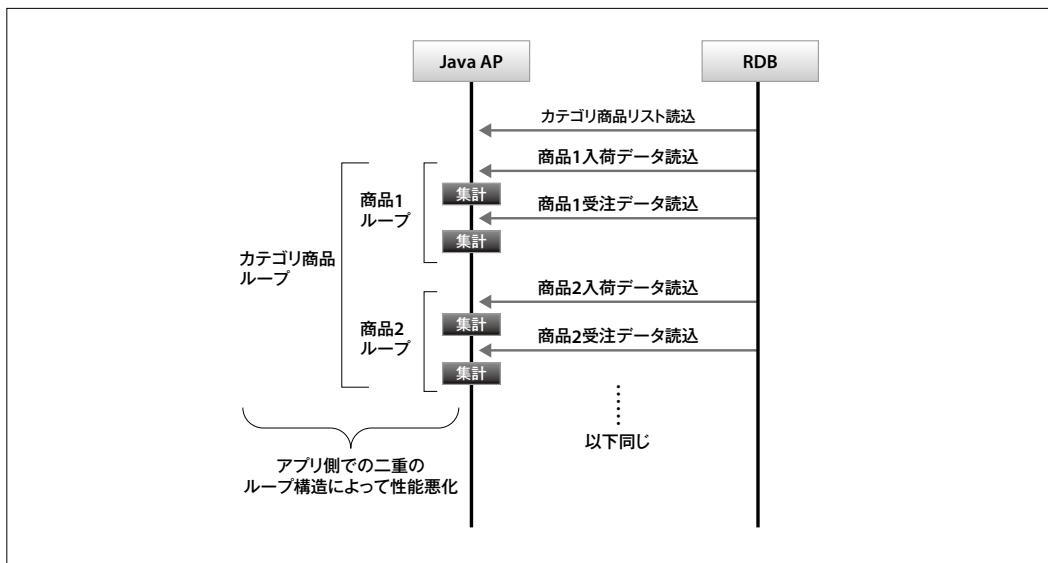 Java AP
RDB
カテゴリ商品リスト読込
商品1入荷データ読込
集計
商品1
ループ
商品1受注データ読込
集計
カテゴリ商品
ループ
商品2入荷データ読込
集計
商品2
ループ
商品2受注データ読込
集計
以下同じ
アプリ側での二重の
ループ構造によって性能悪化